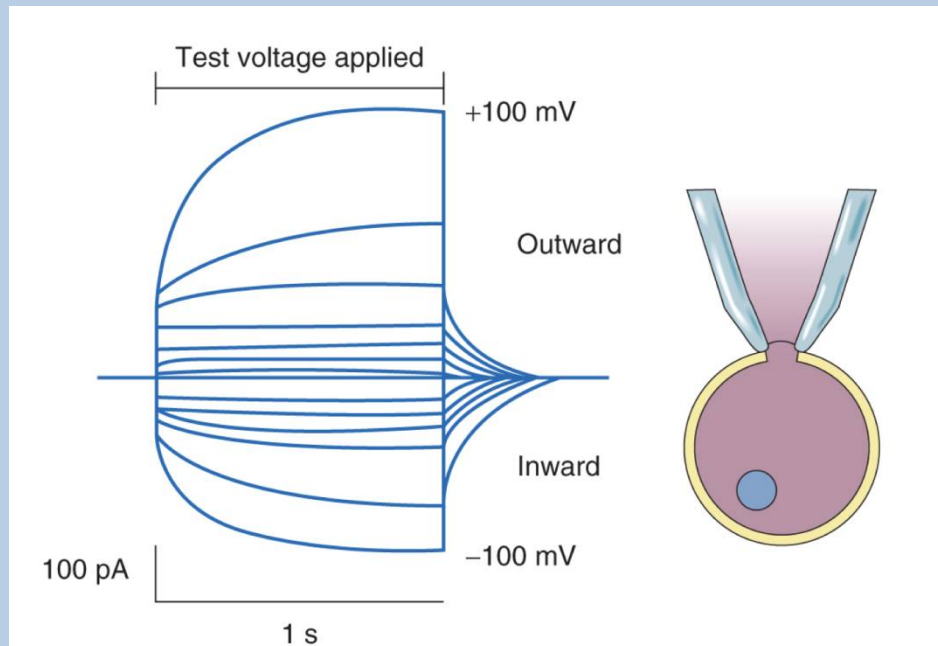 Test voltage applied
+100 mV
Outward
Inward
−100 mV
100 pA
1 s